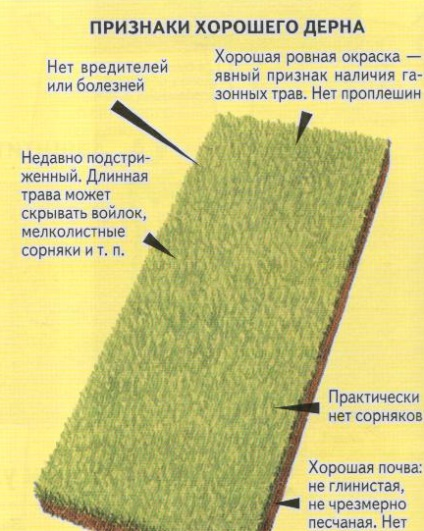 ПРИЗНАКИ ХОРОШЕГО ДЕРНА
Нет вредителей
или болезней
Хорошая ровная окраска —
явный признак наличия га-
зонных трав. Нет проплешин
Недавно подстри-
женный. Длинная
трава может
скрывать войлок,
мелколистные
сорняки и т. п.
Практически
нет сорняков
Хорошая почва:
не глинистая,
не чрезмерно
песчаная. Нет